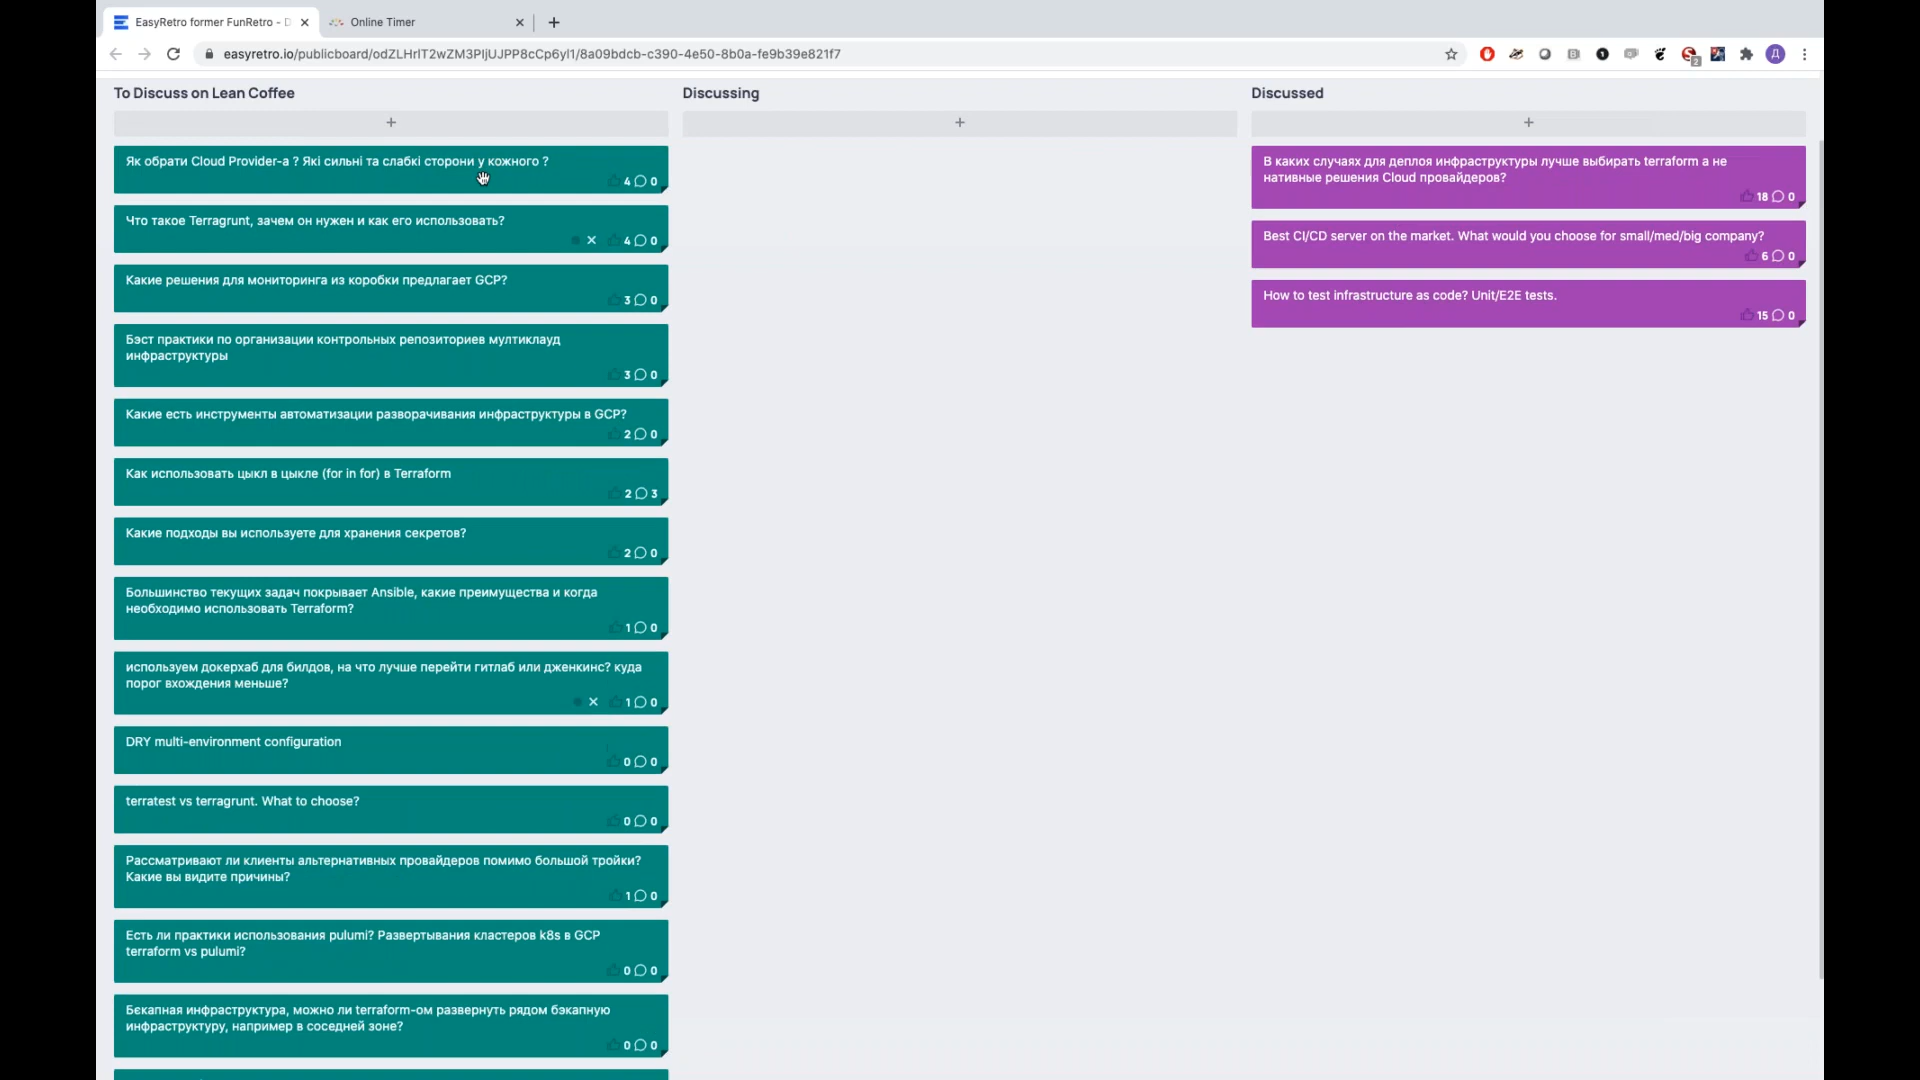 EasyRetro former FunRetro - D
Online Timer
easyretro.io/publicboard/odZLHrlT2wZM3PljUJPP8cCp6yl1/8a09bdcb-c390-4e50-8b0a-fe9b39e821f7
2
Д
To Discuss on Lean Coffee
+
Як обрати Cloud Provider-а ? Які сильні та слабкі сторони у кожного ?
4 0
Что такое Terragrunt, зачем он нужен и как его использовать?
4 0
Какие решения для мониторинга из коробки предлагает GCP?
3 0
Бэст практики по организации контрольных репозиториев мултиклауд
инфраструктуры
3 0
Какие есть инструменты автоматизации разворачивания инфраструктуры в GCP?
2 0
Как использовать цыкл в цыкле (for in for) в Terraform
2 3
Какие подходы вы используете для хранения секретов?
2 0
Большинство текущих задач покрывает Ansible, какие преимущества и когда
необходимо использовать Terraform?
1 0
используем докерхаб для билдов, на что лучше перейти гитлаб или дженкинс? куда
порог вхождения меньше?
1 0
DRY multi-environment configuration
0 0
terratest vs terragrunt. What to choose?
0 0
Рассматривают ли клиенты альтернативных провайдеров помимо большой тройки?
Какие вы видите причины?
1 0
Есть ли практики использования pulumi? Развертывания кластеров k8s в GCP
terraform vs pulumi?
0 0
Бєкапная инфраструктура, можно ли terraform-ом развернуть рядом бэкапную
инфраструктуру, например в соседней зоне?
0 0
Discussing
+
Discussed
+
В каких случаях для деплоя инфраструктуры лучше выбирать terraform а не
нативные решения Cloud провайдеров?
18 0
Best CI/CD server on the market. What would you choose for small/med/big company?
6 0
How to test infrastructure as code? Unit/E2E tests.
15 0